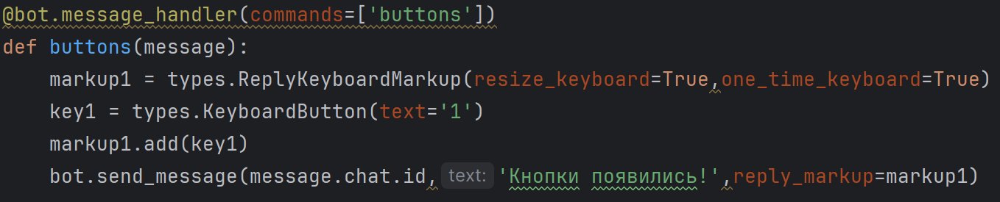 @bot.message_handler(commands=['buttons'])
def buttons(message):
    markup1 = types.ReplyKeyboardMarkup(resize_keyboard=True,one_time_keyboard=True)
    key1 = types.KeyboardButton(text='1')
    markup1.add(key1)
    bot.send_message(message.chat.id, text: 'Кнопки появились!',reply_markup=markup1)